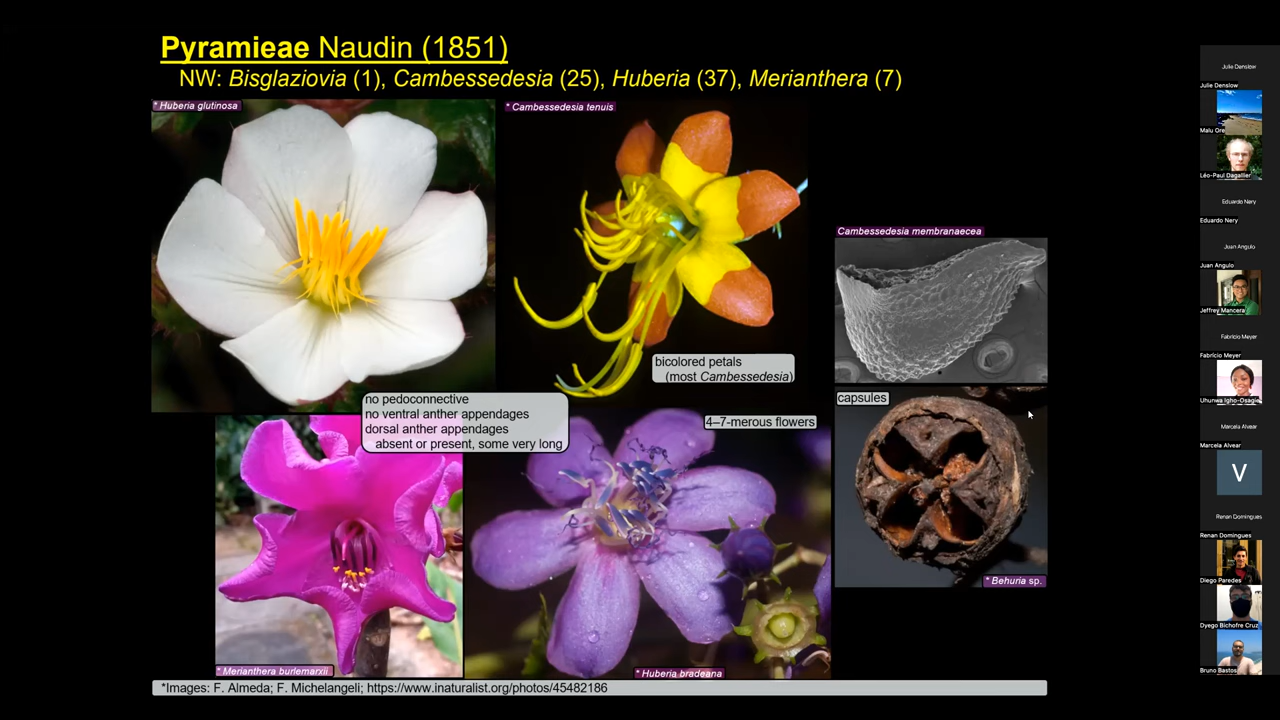 Pyramieae Naudin (1851)
NW: Bisglaziovia (1), Cambessedesia (25), Huberia (37), Merianthera (7)
* Huberia glutinosa
* Cambessedesia tenuis
bicolored petals
(most Cambessedesia)
Cambessedesia membranaecea
capsules
* Behuria sp.
no pedoconnective
no ventral anther appendages
dorsal anther appendages
absent or present, some very long
4–7-merous flowers
* Merianthera burlemarxii
* Huberia bradeana
*Images: F. Almeda; F. Michelangeli; https://www.inaturalist.org/photos/45482186
Julie Denslow
Julie Denslow
Malu Ore
Léo-Paul Dagallier
Eduardo Nery
Eduardo Nery
Juan Angulo
Juan Angulo
Jeffrey Mancera
Fabrício Meyer
Fabrício Meyer
Uhunwa Igho-Osagie
Marcela Alvear
Marcela Alvear
V
Renan Domingues
Renan Domingues
Diego Paredes
Dyego Bichofre Cruz
Bruno Bastos